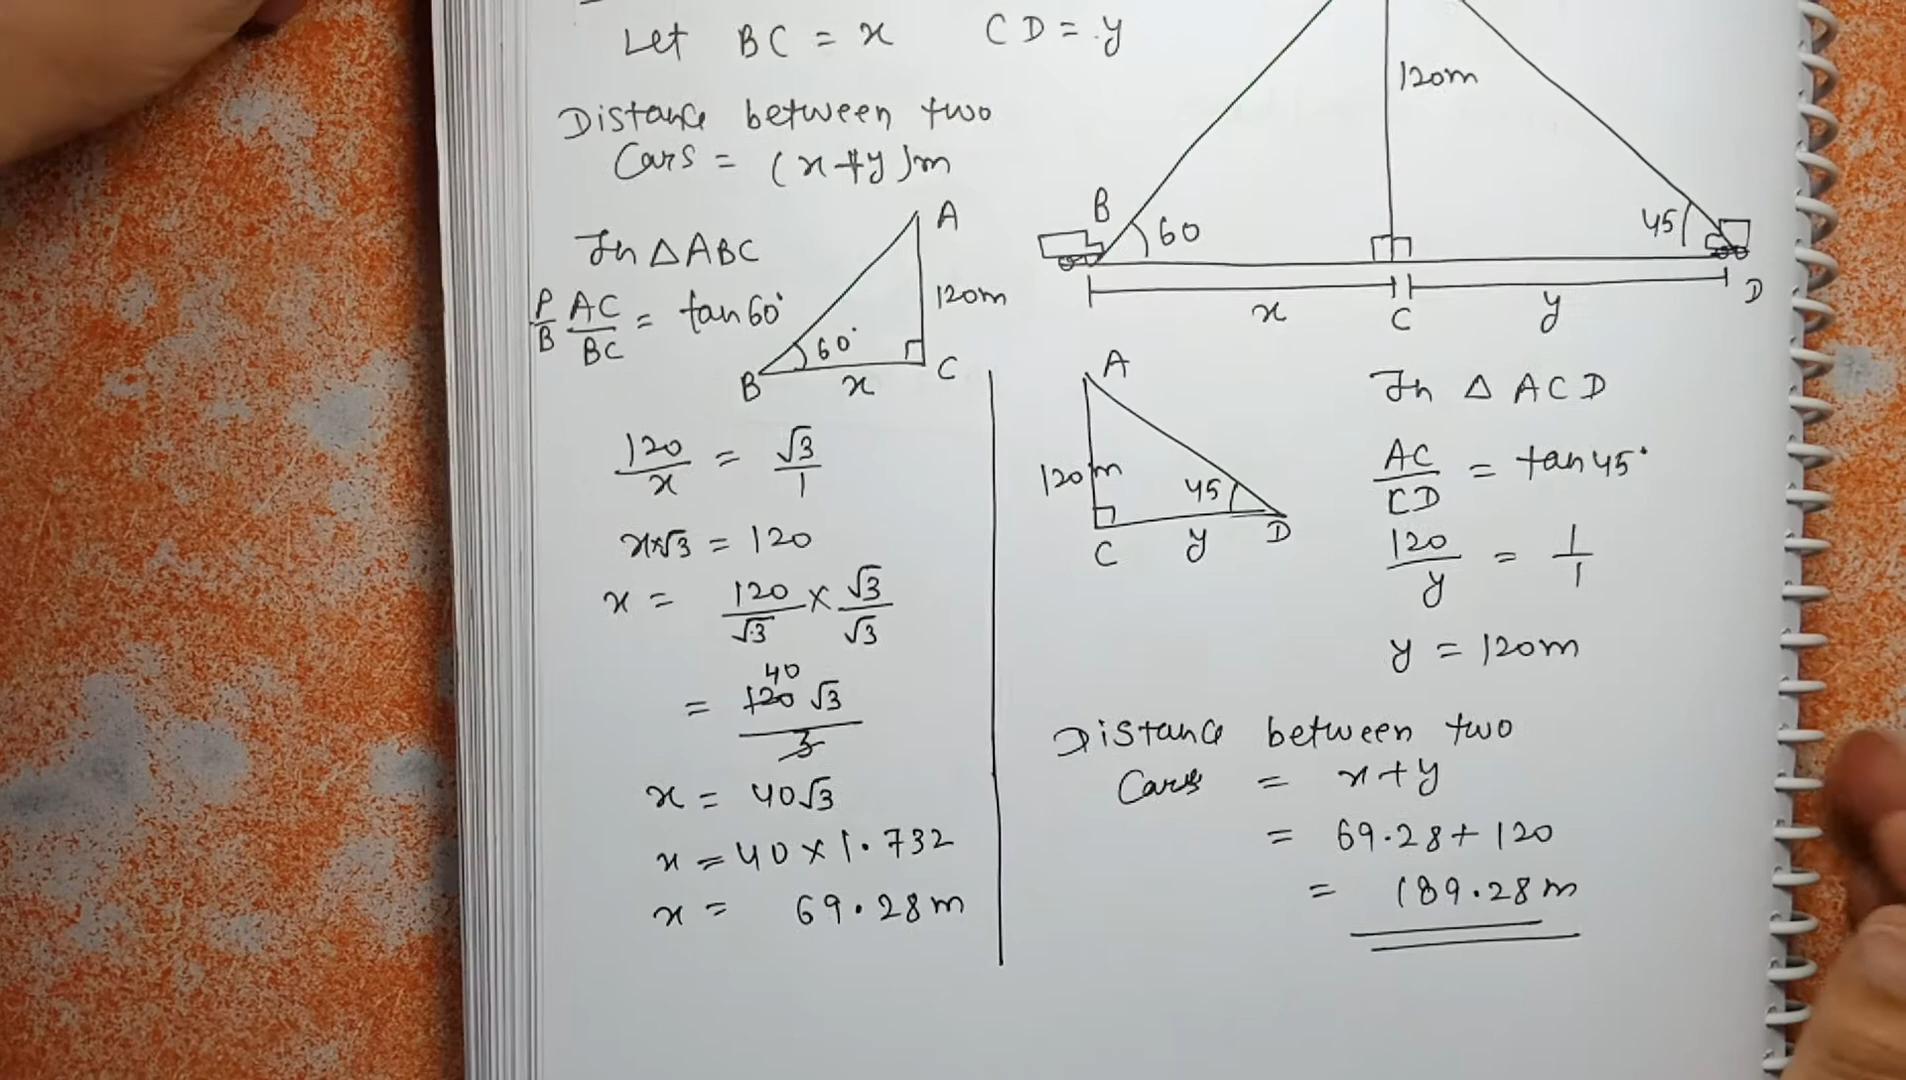 Let BC = x CD = y
Distance between two
Cars = (x+y)m
In △ABC
P/B AC/BC = tan60°
120/x = √3/1
x×√3 = 120
x = 120/√3 × √3/√3
40
= 120√3/3
x = 40√3
x = 40 × 1.732
x = 69.28m
A
120m
60°
B
x
C
120m
B
60
45
D
x
C
y
A
120m
45
C
y
D
In △ ACD
AC/CD = tan45°
120/y = 1/1
y = 120m
Distance between two
Cars = x+y
= 69.28+120
= 189.28m